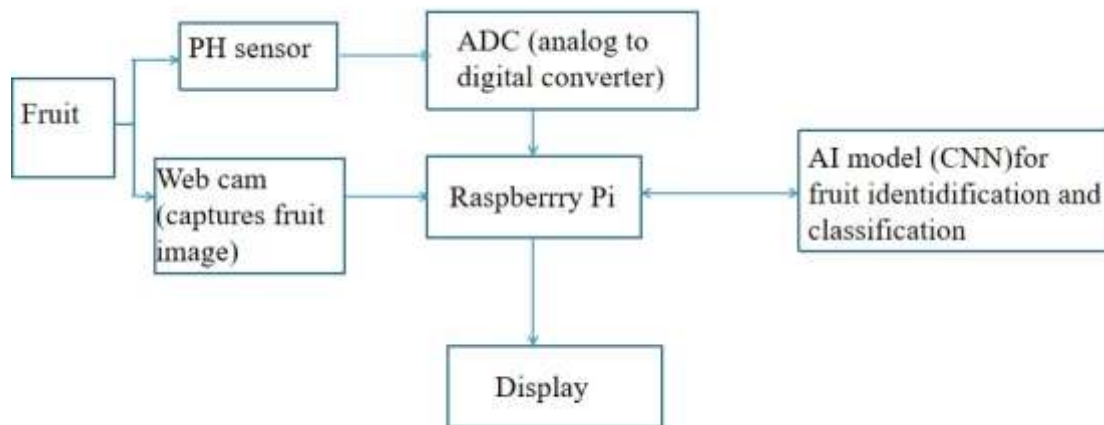 Fruit
PH sensor
ADC (analog to
digital converter)
Web cam
(captures fruit
image)
Raspberrry Pi
AI model (CNN)for
fruit identidification and
classification
Display